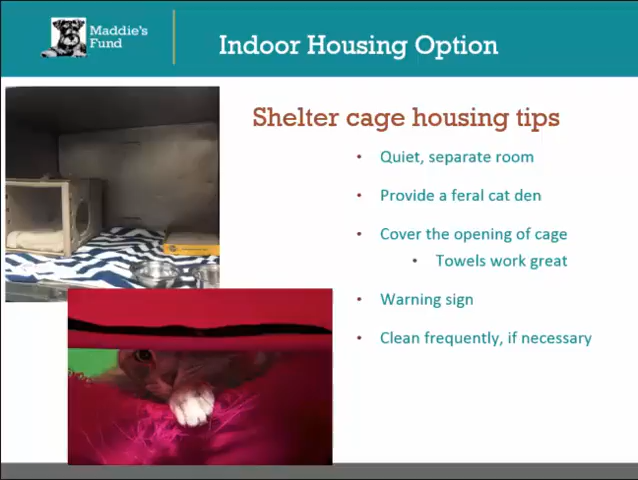 Maddie's
Fund
Indoor Housing Option
Shelter cage housing tips
• Quiet, separate room
• Provide a feral cat den
• Cover the opening of cage
• Towels work great
• Warning sign
• Clean frequently, if necessary